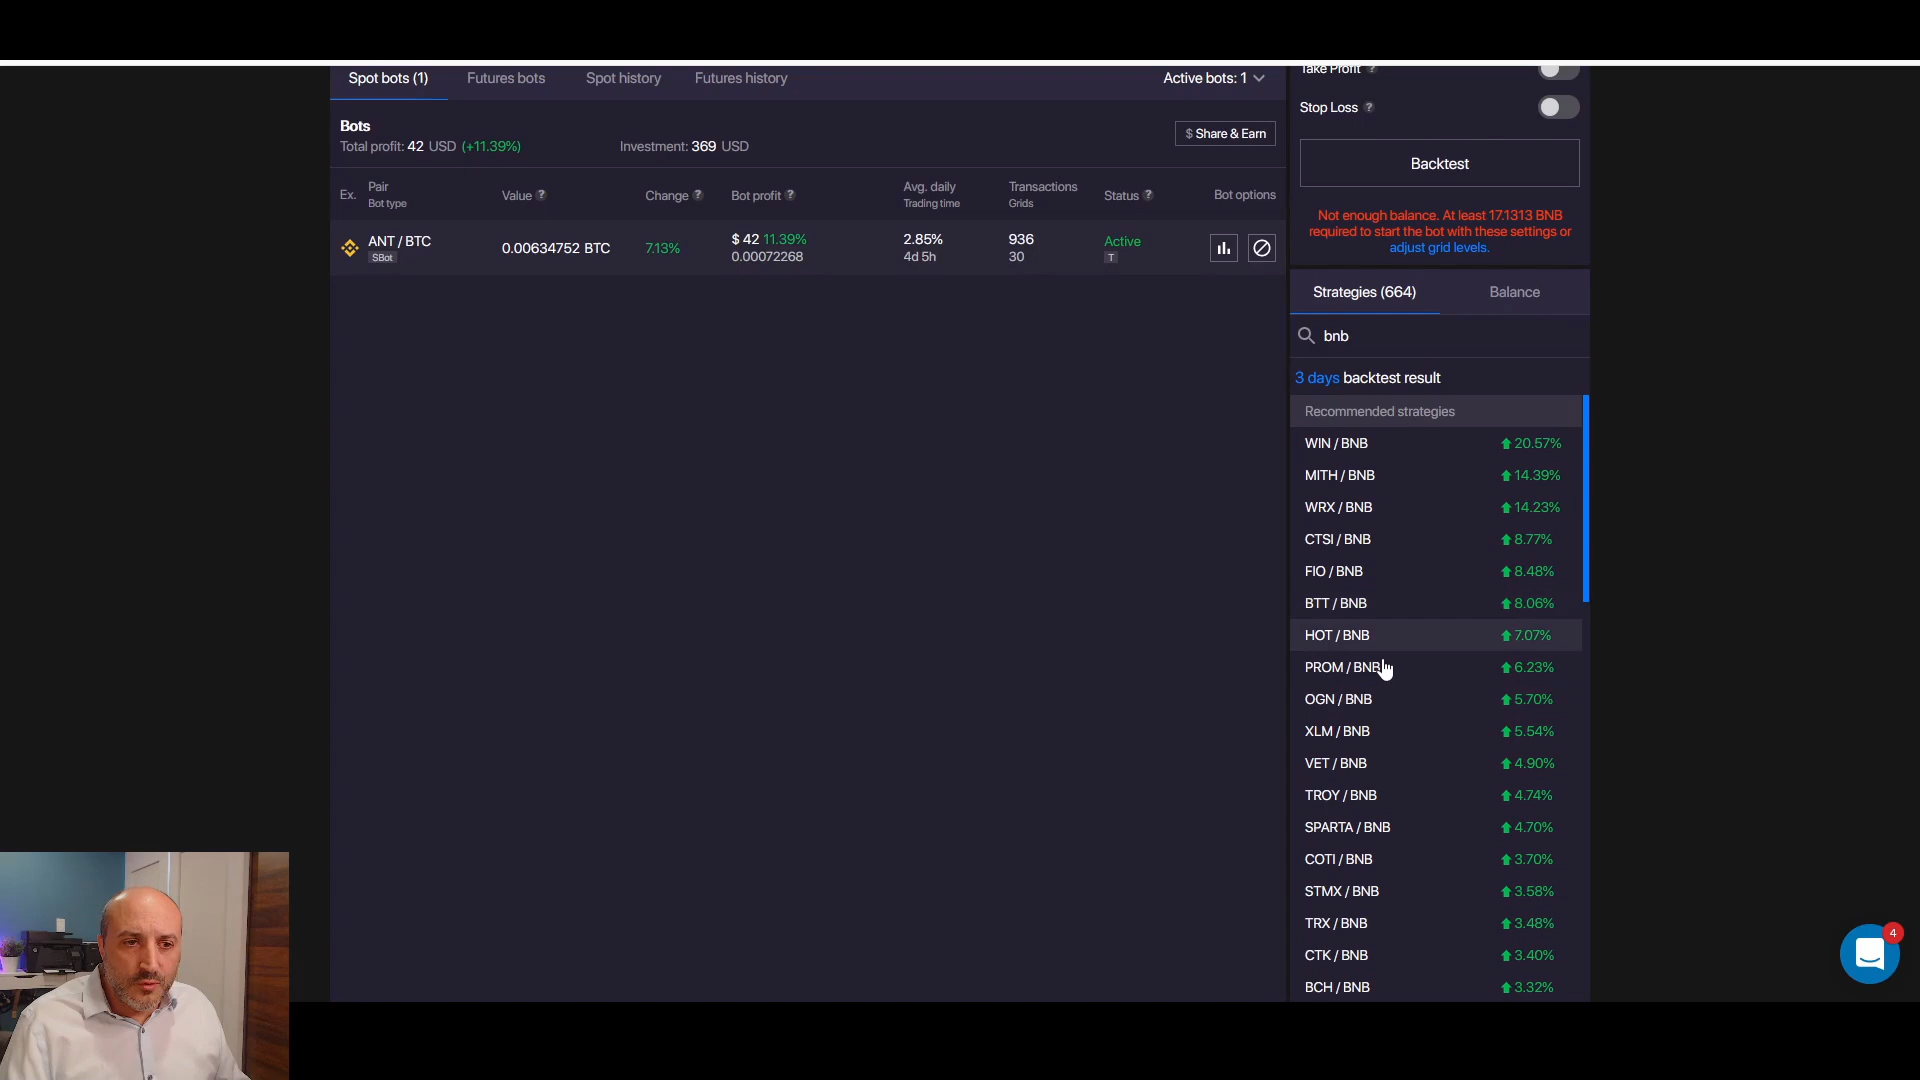 Spot bots (1)
Futures bots
Spot history
Futures history
Active bots: 1
Bots
Total profit: 42 USD (+11.39%)
Investment: 369 USD
$ Share & Earn
Ex.
Pair
Bot type
Value ?
Change ?
Bot profit ?
Avg. daily
Trading time
Transactions
Grids
Status ?
Bot options
ANT / BTC
SBot
0.00634752 BTC
7.13%
$ 42 11.39%
0.00072268
2.85%
4d 5h
936
30
Active
T
Take Profit ?
Stop Loss ?
Backtest
Not enough balance. At least 17.1313 BNB
required to start the bot with these settings or
adjust grid levels.
Strategies (664)
Balance
bnb
3 days backtest result
Recommended strategies
WIN / BNB 20.57%
MITH / BNB 14.39%
WRX / BNB 14.23%
CTSI / BNB 8.77%
FIO / BNB 8.48%
BTT / BNB 8.06%
HOT / BNB 7.07%
PROM / BNB 6.23%
OGN / BNB 5.70%
XLM / BNB 5.54%
VET / BNB 4.90%
TROY / BNB 4.74%
SPARTA / BNB 4.70%
COTI / BNB 3.70%
STMX / BNB 3.58%
TRX / BNB 3.48%
CTK / BNB 3.40%
BCH / BNB 3.32%
4